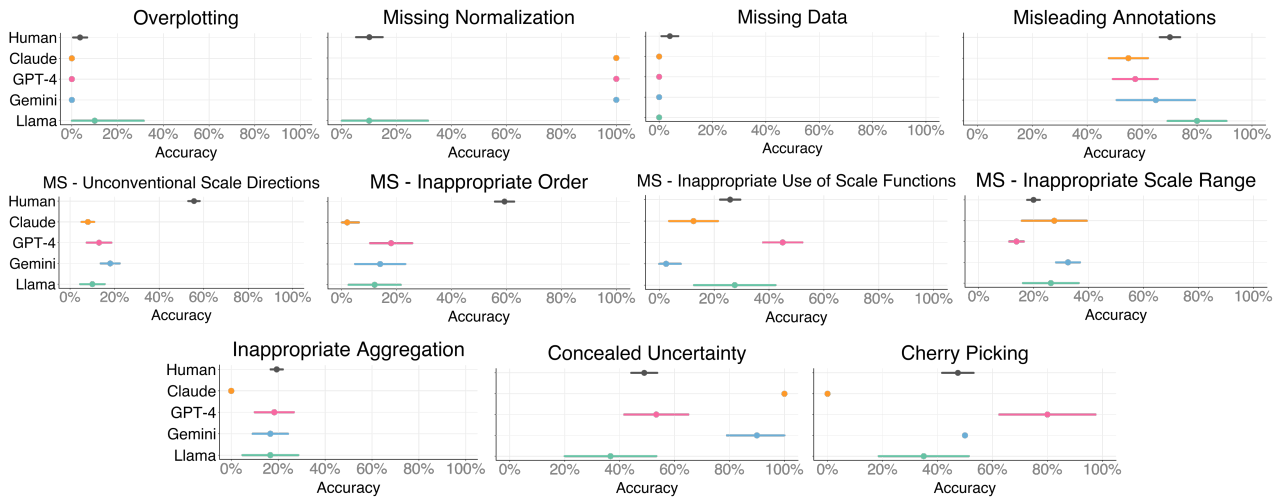 Overplotting
Missing Normalization
Missing Data
Misleading Annotations
Human
Claude
GPT-4
Gemini
Llama
0% 20% 40% 60% 80% 100%
0% 20% 40% 60% 80% 100%
0% 20% 40% 60% 80% 100%
0% 20% 40% 60% 80% 100%
Accuracy
Accuracy
Accuracy
Accuracy
MS - Unconventional Scale Directions
MS - Inappropriate Order
MS - Inappropriate Use of Scale Functions
MS - Inappropriate Scale Range
Human
Claude
GPT-4
Gemini
Llama
0% 20% 40% 60% 80% 100%
0% 20% 40% 60% 80% 100%
0% 20% 40% 60% 80% 100%
0% 20% 40% 60% 80% 100%
Accuracy
Accuracy
Accuracy
Accuracy
Inappropriate Aggregation
Concealed Uncertainty
Cherry Picking
Human
Claude
GPT-4
Gemini
Llama
0% 20% 40% 60% 80% 100%
0% 20% 40% 60% 80% 100%
0% 20% 40% 60% 80% 100%
Accuracy
Accuracy
Accuracy